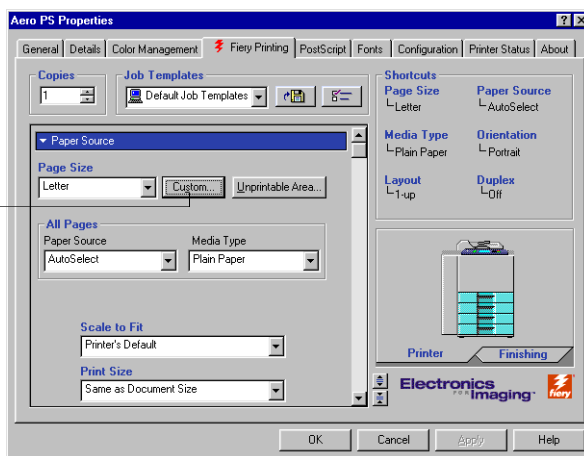 Aero PS Properties
General Details Color Management Fiery Printing PostScript Fonts Configuration Printer Status About
Copies
1
Job Templates
Default Job Templates
Paper Source
Page Size
Letter Custom... Unprintable Area...
All Pages
Paper Source Media Type
AutoSelect Plain Paper
Scale to Fit
Printer's Default
Print Size
Same as Document Size
Shortcuts
Page Size Paper Source
Letter AutoSelect
Media Type Orientation
Plain Paper Portrait
Layout Duplex
1-up Off
Printer Finishing
Electronics
FOR Imaging
fiery
OK Cancel Apply Help